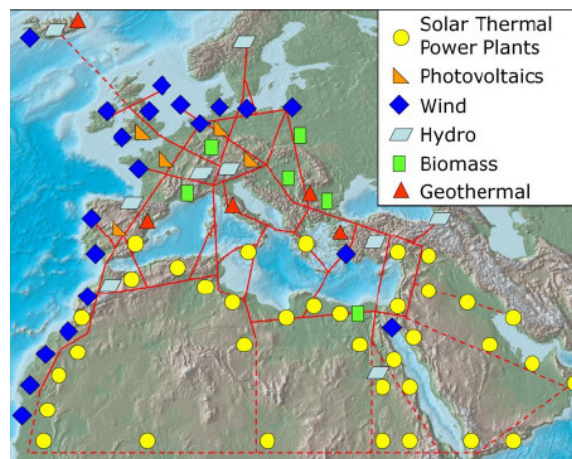 Solar Thermal
Power Plants
Photovoltaics
Wind
Hydro
Biomass
Geothermal